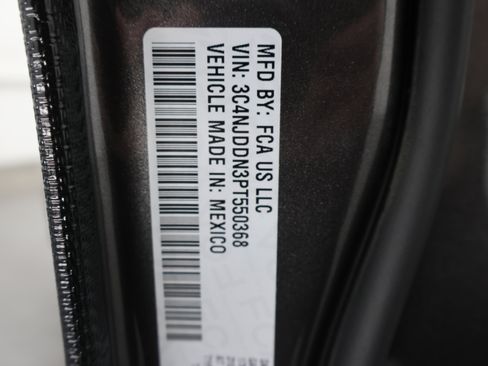 MFD BY: FCA US LLC
VIN: 3C4NJDDN3PT550368
VEHICLE MADE IN: MEXICO